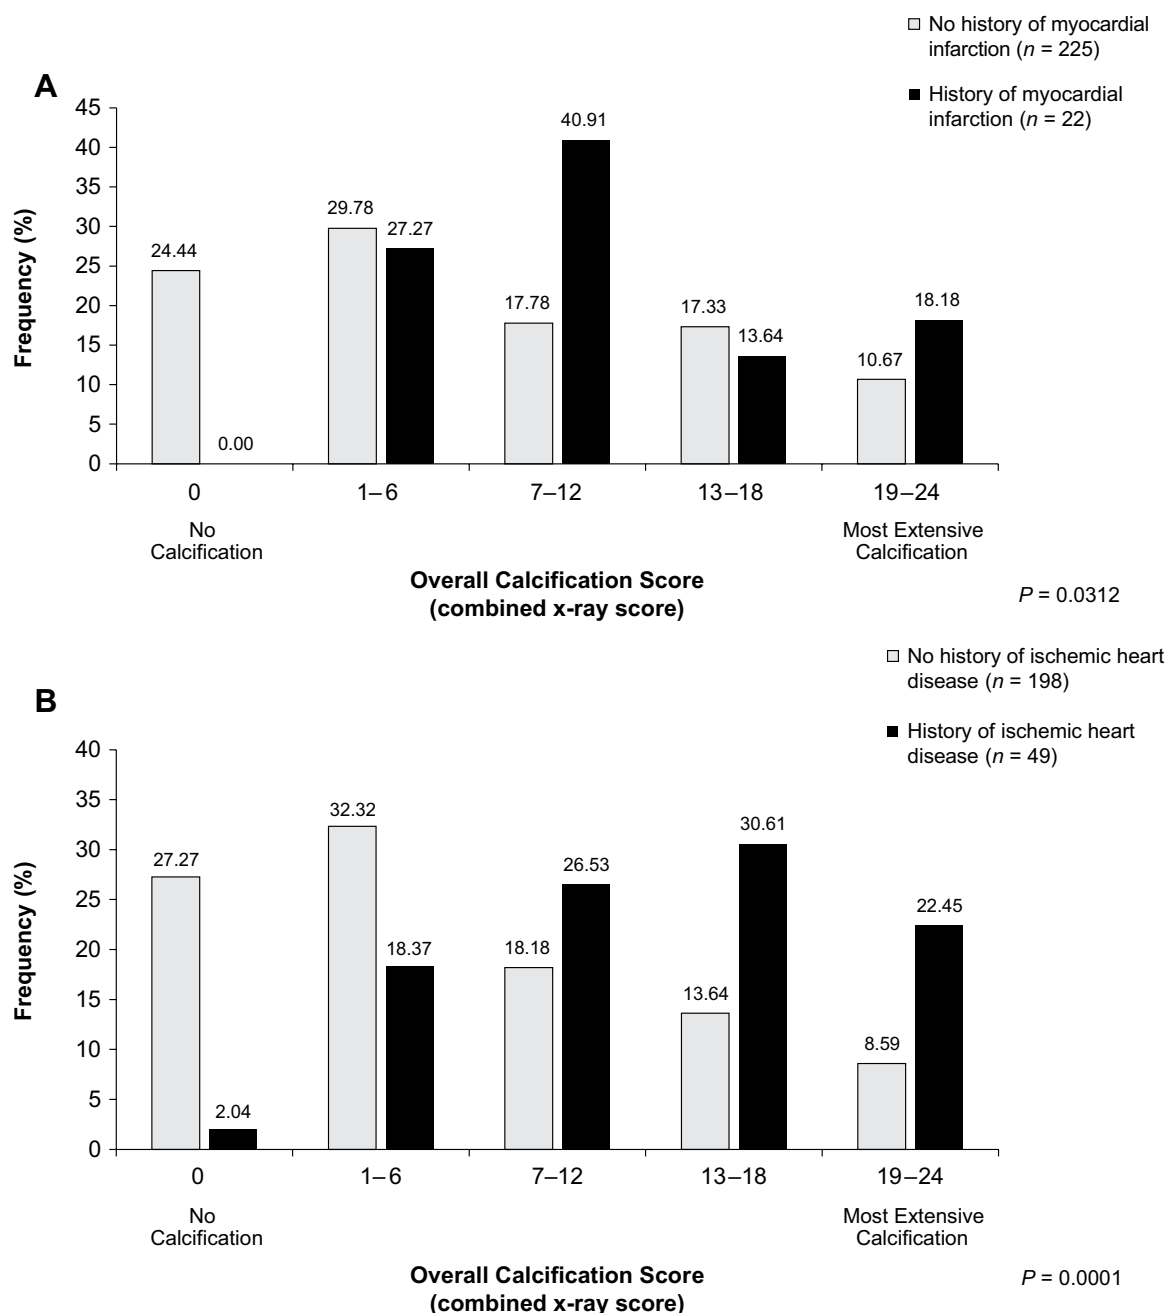 No history of myocardial
infarction (n = 225)
A
History of myocardial
infarction (n = 22)
45
40
35
30
25
20
15
10
5
0
Frequency (%)
24.44
0.00
29.78
27.27
17.78
40.91
17.33
13.64
10.67
18.18
0
1–6
7–12
13–18
19–24
No
Calcification
Most Extensive
Calcification
Overall Calcification Score
(combined x-ray score)
P = 0.0312
No history of ischemic heart
disease (n = 198)
B
History of ischemic heart
disease (n = 49)
40
35
30
25
20
15
10
5
0
Frequency (%)
27.27
2.04
32.32
18.37
18.18
26.53
13.64
30.61
8.59
22.45
0
1–6
7–12
13–18
19–24
No
Calcification
Most Extensive
Calcification
Overall Calcification Score
(combined x-ray score)
P = 0.0001